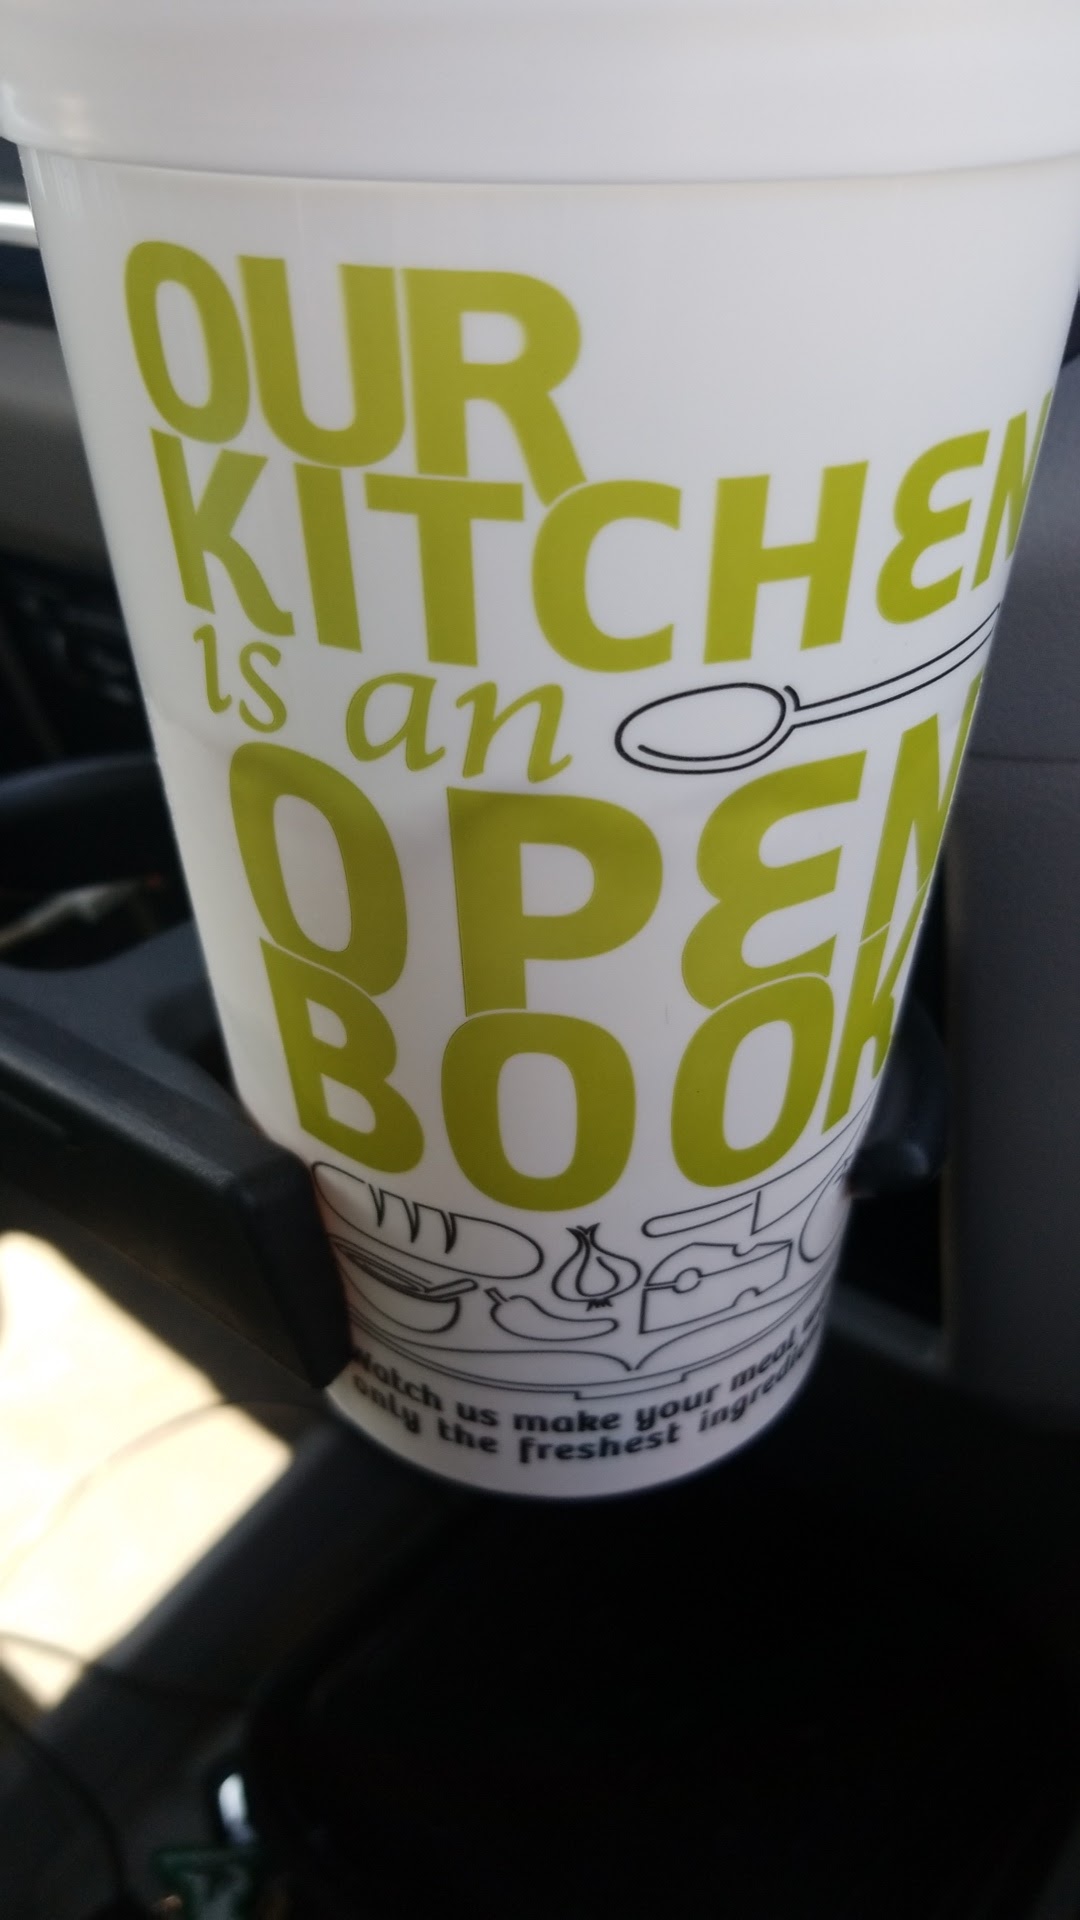 OUR
KITCHEN
is an
OPEN
BOOK
Watch us make your meal
only the freshest